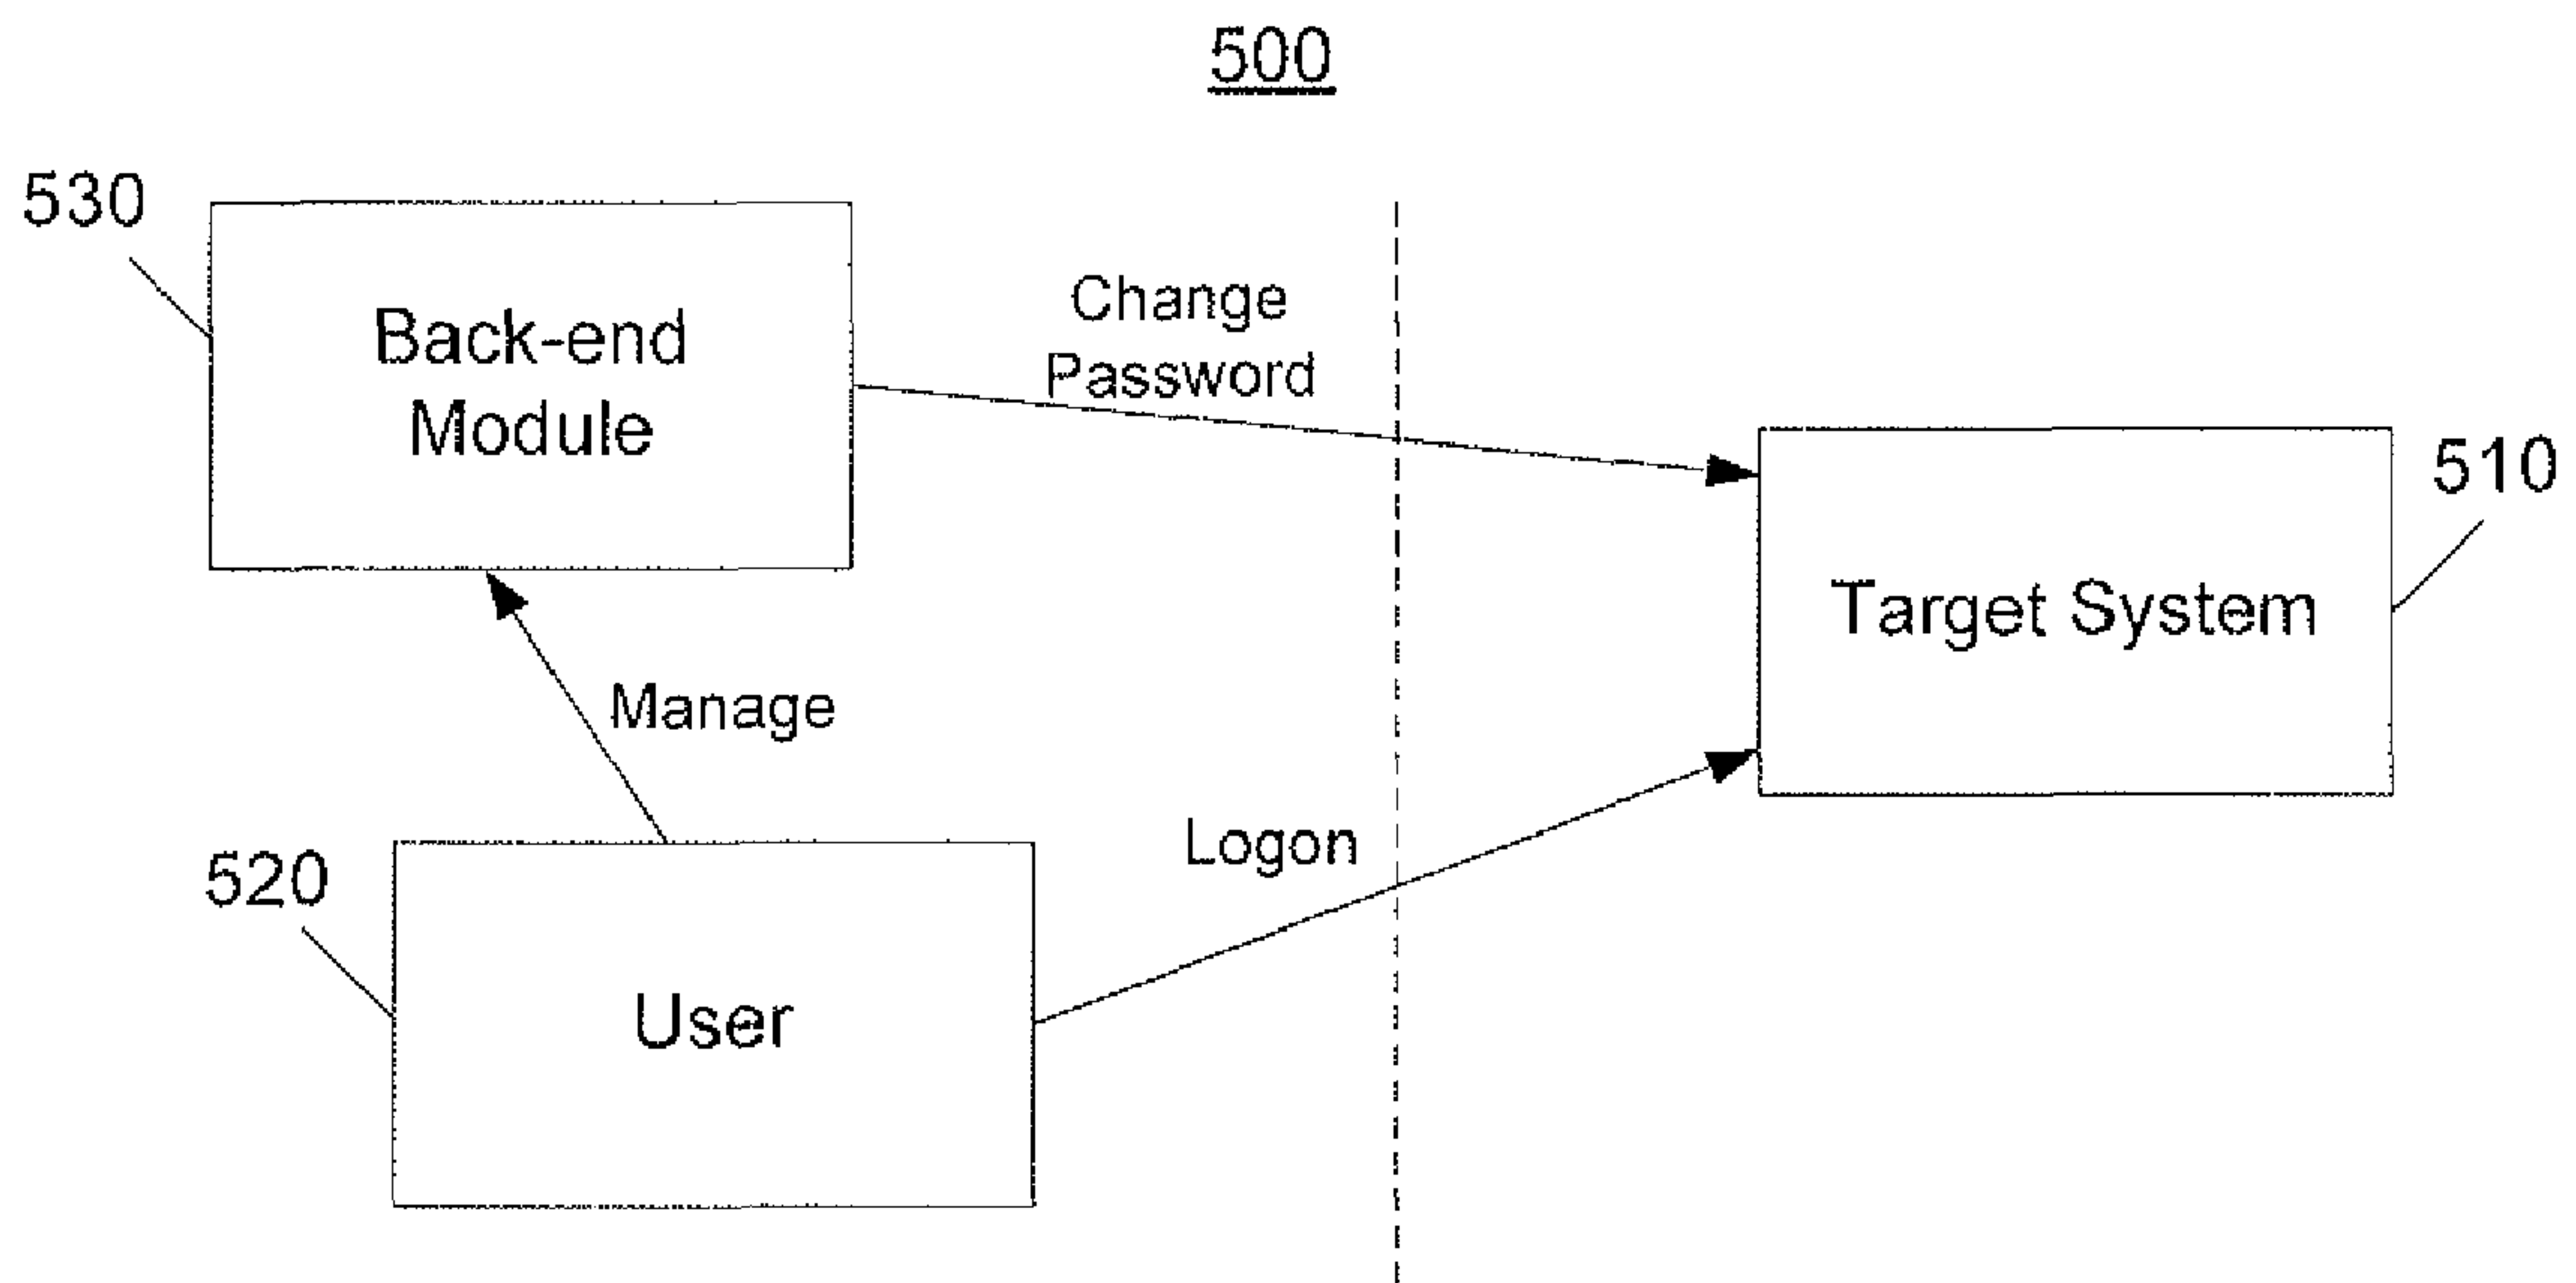 500
530
Back-end
Module
Change
Password
510
Target System
Manage
Logon
520
User